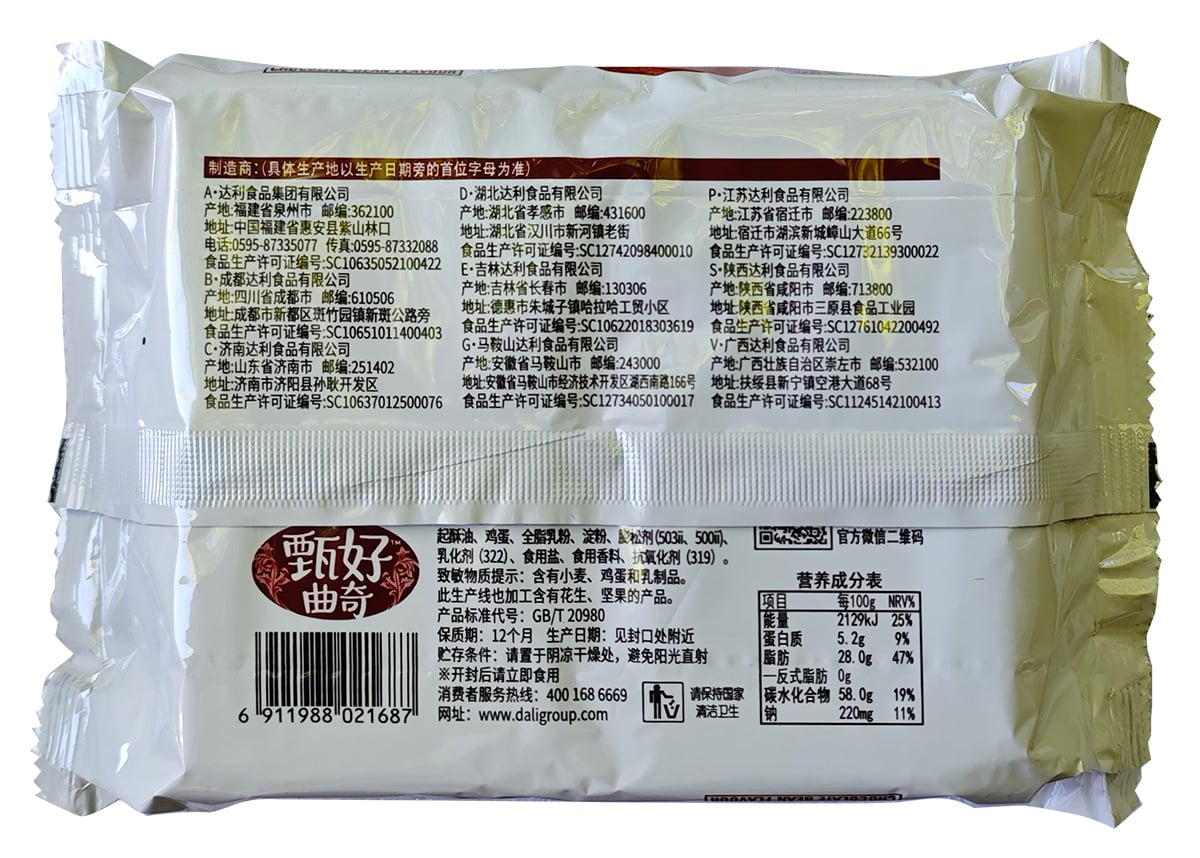 CHOCOLATE BEAN FLAVOUR
制造商:(具体生产地以生产日期旁的首位字母为准)
A·达利食品集团有限公司
产地:福建省泉州市 邮编:362100
地址:中国福建省惠安县紫山林口
电话:0595-87335077 传真:0595-87332088
食品生产许可证编号:SC10635052100422
B·成都达利食品有限公司
产地:四川省成都市 邮编:610506
地址:成都市新都区斑竹园镇新斑公路旁
食品生产许可证编号:SC10651011400403
C·济南达利食品有限公司
产地:山东省济南市 邮编:251402
地址:济南市济阳县孙耿开发区
食品生产许可证编号:SC10637012500076
D·湖北达利食品有限公司
产地:湖北省孝感市 邮编:431600
地址:湖北省汉川市新河镇老街
食品生产许可证编号:SC12742098400010
E·吉林达利食品有限公司
产地:吉林省长春市 邮编:130306
地址:德惠市朱城子镇哈拉哈工贸小区
食品生产许可证编号:SC10622018303619
G·马鞍山达利食品有限公司
产地:安徽省马鞍山市 邮编:243000
地址:安徽省马鞍山市经济技术开发区湖西南路166号
食品生产许可证编号:SC12734050100017
P·江苏达利食品有限公司
产地:江苏省宿迁市 邮编:223800
地址:宿迁市湖滨新城嶂山大道66号
食品生产许可证编号:SC12732139300022
S·陕西达利食品有限公司
产地:陕西省咸阳市 邮编:713800
地址:陕西省咸阳市三原县食品工业园
食品生产许可证编号:SC12761042200492
V·广西达利食品有限公司
产地:广西壮族自治区崇左市 邮编:532100
地址:扶绥县新宁镇空港大道68号
食品生产许可证编号:SC11245142100413
甄好™
曲奇
6 911988 021687
起酥油、鸡蛋、全脂乳粉、淀粉、膨松剂(503ii、500ii)、
乳化剂(322)、食用盐、食用香料、抗氧化剂(319)。
致敏物质提示：含有小麦、鸡蛋和乳制品。
此生产线也加工含有花生、坚果的产品。
产品标准代号：GB/T 20980
保质期：12个月 生产日期：见封口处附近
贮存条件：请置于阴凉干燥处，避免阳光直射
※开封后请立即食用
消费者服务热线：400 168 6669
网址：www.daligroup.com
请保持国家
清洁卫生
官方微信二维码
营养成分表
项目 每100g NRV%
能量 2129kJ 25%
蛋白质 5.2g 9%
脂肪 28.0g 47%
—反式脂肪 0g
碳水化合物 58.0g 19%
钠 220mg 11%
CHOCOLATE BEAN FLAVOUR